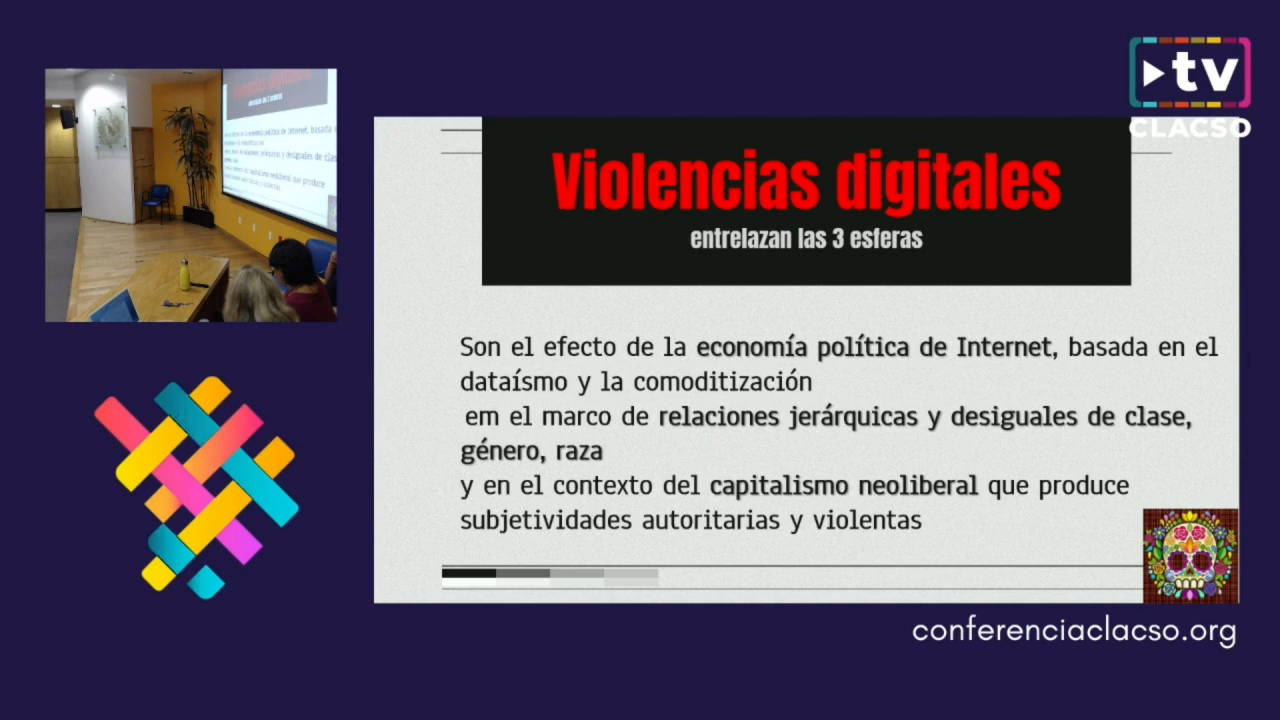 tv
CLACSO
Violencias digitales
entrelazan las 3 esferas
Son el efecto de la economía política de Internet, basada en el
dataísmo y la comoditización
em el marco de relaciones jerárquicas y desiguales de clase,
género, raza
y en el contexto del capitalismo neoliberal que produce
subjetividades autoritarias y violentas
conferenciaclacso.org